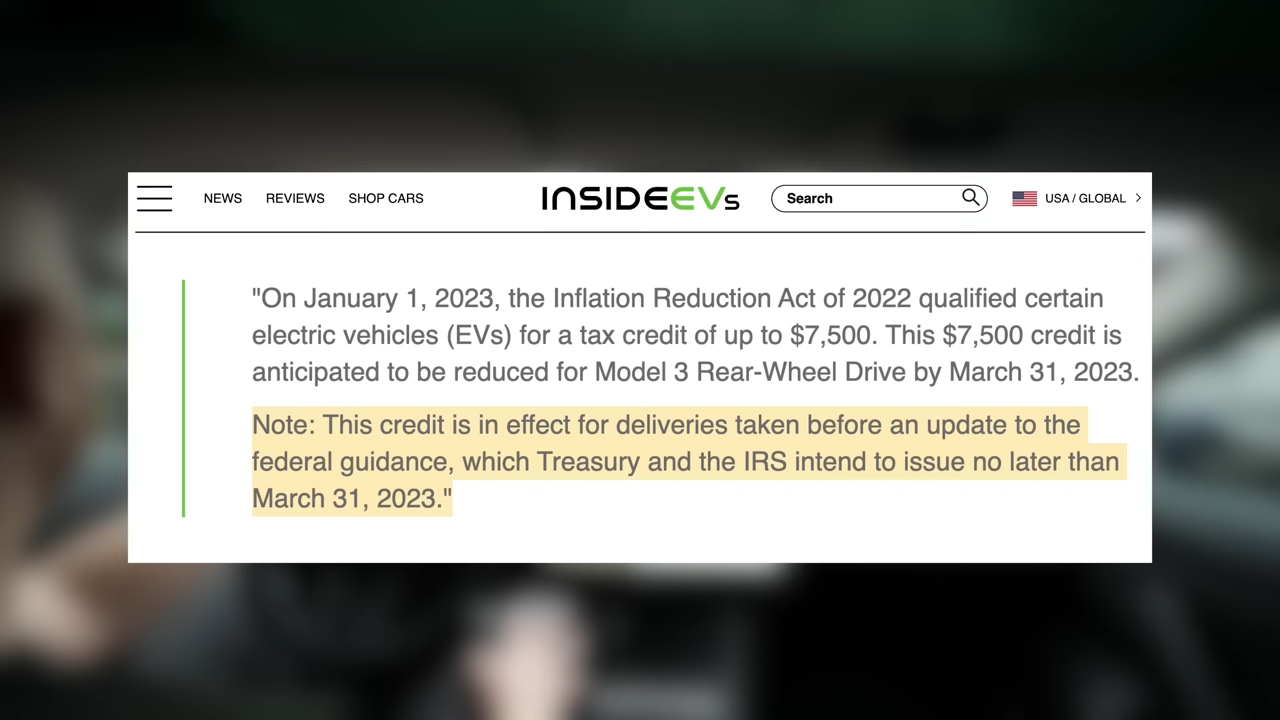 NEWS REVIEWS SHOP CARS INSIDEEVs Search USA / GLOBAL
"On January 1, 2023, the Inflation Reduction Act of 2022 qualified certain
electric vehicles (EVs) for a tax credit of up to $7,500. This $7,500 credit is
anticipated to be reduced for Model 3 Rear-Wheel Drive by March 31, 2023.
Note: This credit is in effect for deliveries taken before an update to the
federal guidance, which Treasury and the IRS intend to issue no later than
March 31, 2023."